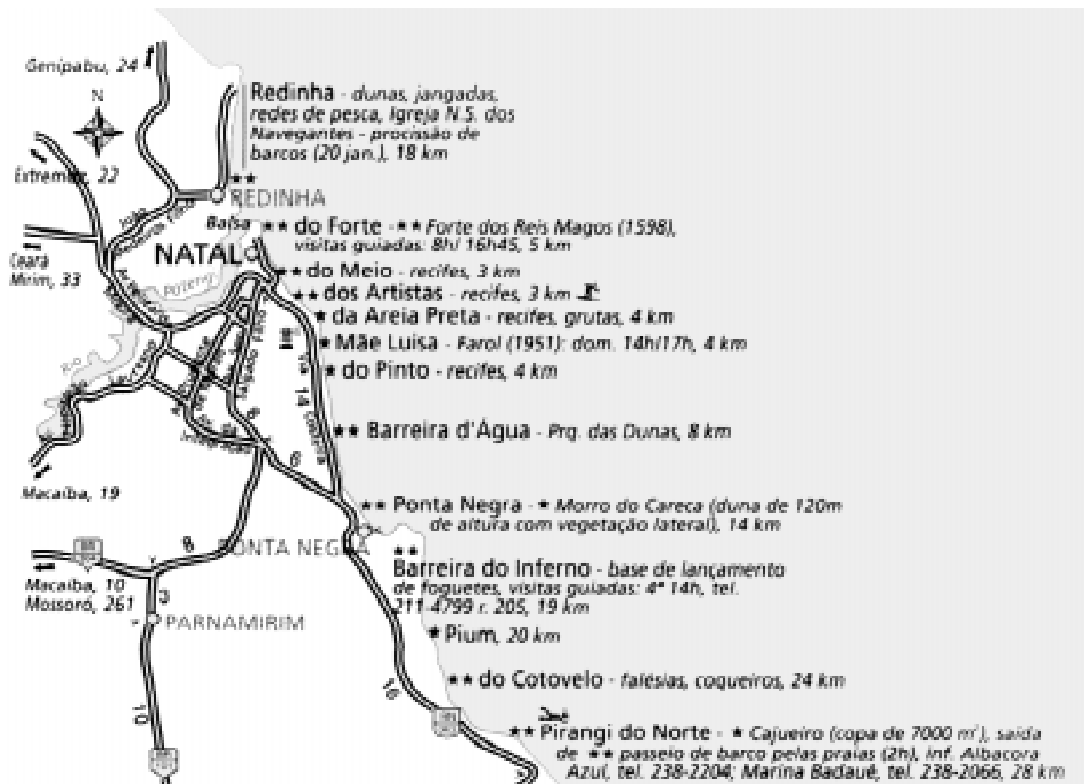 Genipabu, 24
N
Redinha - dunas, jangadas,
redes de pesca, Igreja N.S. dos
Navegantes - procissão de
barcos (20 jan.), 18 km
Extremoz, 22
★★
REDINHA
Baísa ★★ do Forte - ★★ Forte dos Reis Magos (1598),
visitas guiadas: 8h/ 16h45, 5 km
Ceará
Mirim, 33
NATAL
★★ do Meio - recifes, 3 km
★★ dos Artistas - recifes, 3 km
★ da Areia Preta - recifes, grutas, 4 km
★ Mãe Luisa - Farol (1951): dom. 14h/17h, 4 km
★ do Pinto - recifes, 4 km
★★ Barreira d'Água - Prq. das Dunas, 8 km
Macaíba, 19
★★ Ponta Negra - ★ Morro do Careca (duna de 120m
de altura com vegetação lateral), 14 km
PONTA NEGRA
★★
Barreira do Inferno - base de lançamento
de foguetes, visitas guiadas: 4ª 14h, tel.
211-4799 r. 205, 19 km
8
Macaíba, 10
Mossoró, 261
PARNAMIRIM
★ Pium, 20 km
★★ do Cotovelo - falésias, coqueiros, 24 km
16
10
★★ Pirangi do Norte - ★ Cajueiro (copa de 7000 m²), saída
de ★★ passeio de barco pelas praias (2h), inf. Albacora
Azul, tel. 238-2204; Marina Badauê, tel. 238-2066, 28 km